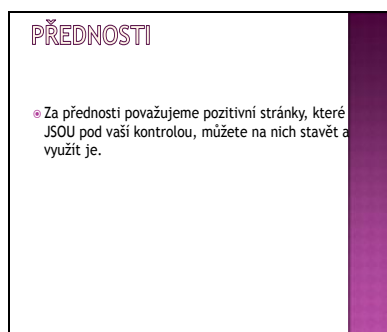 PŘEDNOSTI
Za přednosti považujeme pozitivní stránky, které
JSOU pod vaší kontrolou, můžete na nich stavět a
využít je.